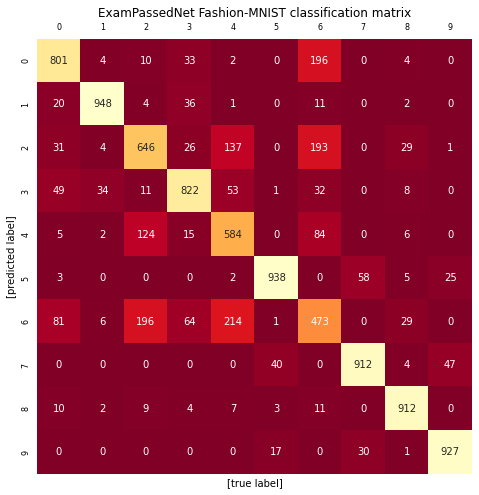 ExamPassedNet Fashion-MNIST classification matrix
0 1 2 3 4 5 6 7 8 9
0 801 4 10 33 2 0 196 0 4 0
1 20 948 4 36 1 0 11 0 2 0
2 31 4 646 26 137 0 193 0 29 1
3 49 34 11 822 53 1 32 0 8 0
4 5 2 124 15 584 0 84 0 6 0
5 3 0 0 0 2 938 0 58 5 25
6 81 6 196 64 214 1 473 0 29 0
7 0 0 0 0 0 40 0 912 4 47
8 10 2 9 4 7 3 11 0 912 0
9 0 0 0 0 0 17 0 30 1 927
[predicted label]
[true label]